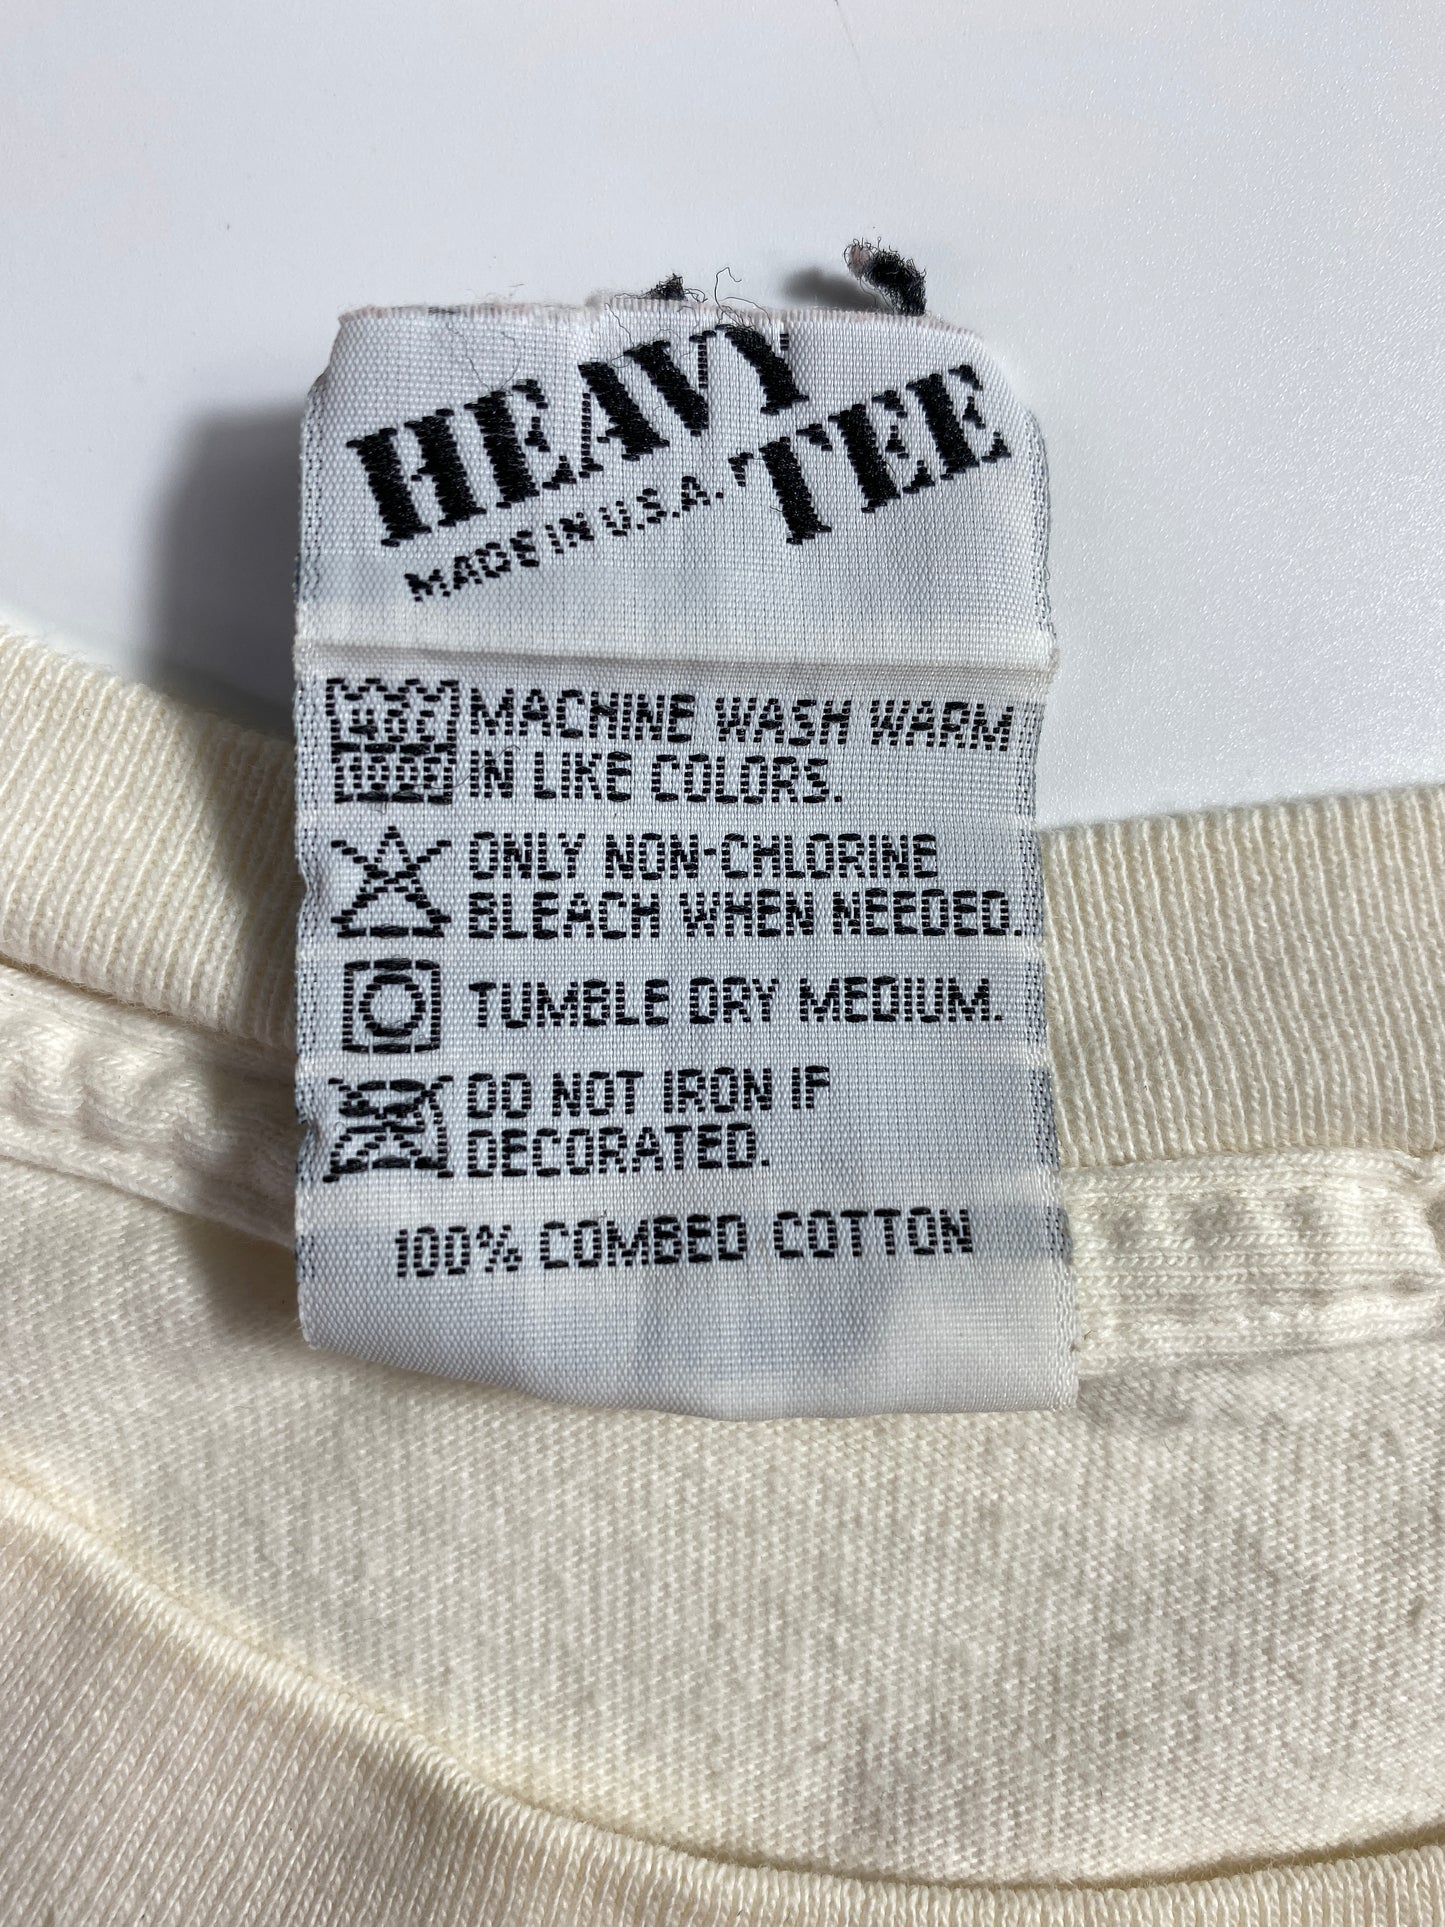 HEAVY
TEE
MADE IN U.S.A.
40C
MACHINE WASH WARM
IN LIKE COLORS.
ONLY NON-CHLORINE
BLEACH WHEN NEEDED.
TUMBLE DRY MEDIUM.
DO NOT IRON IF
DECORATED.
100% COMBED COTTON